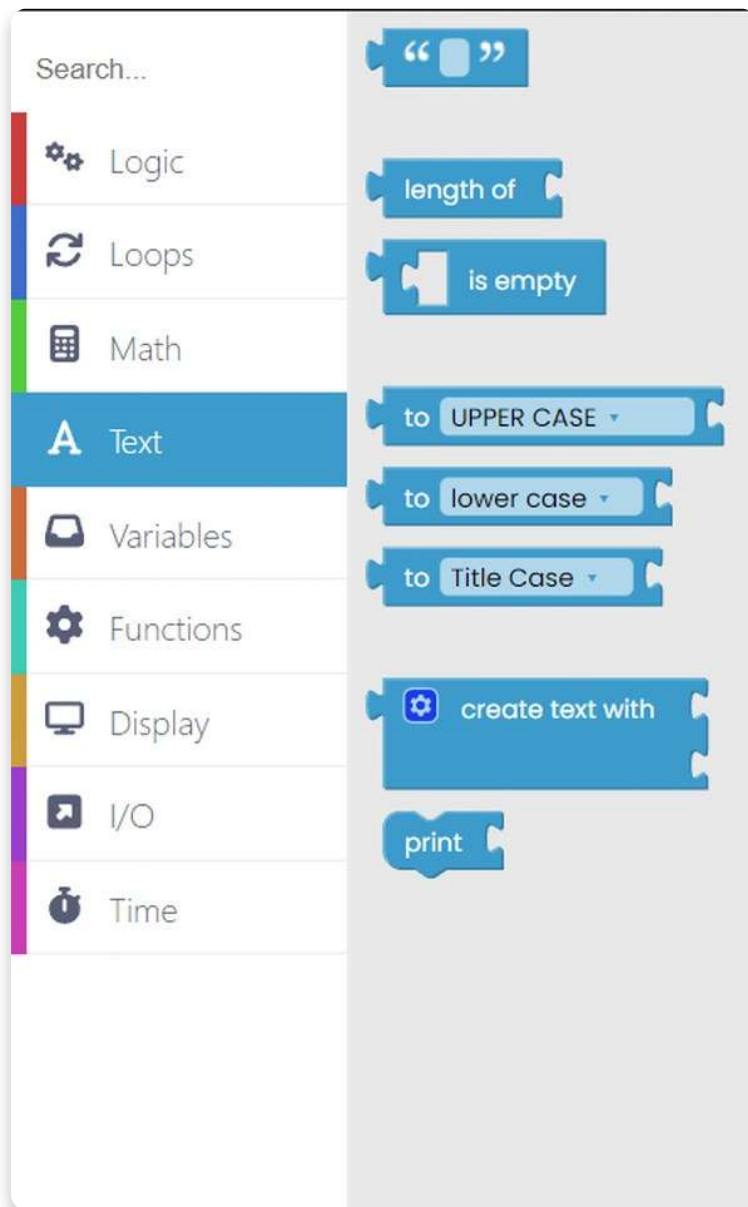 Search...
Logic
Loops
Math
Text
Variables
Functions
Display
I/O
Time
“ ”
length of
is empty
to UPPER CASE
to lower case
to Title Case
create text with
print